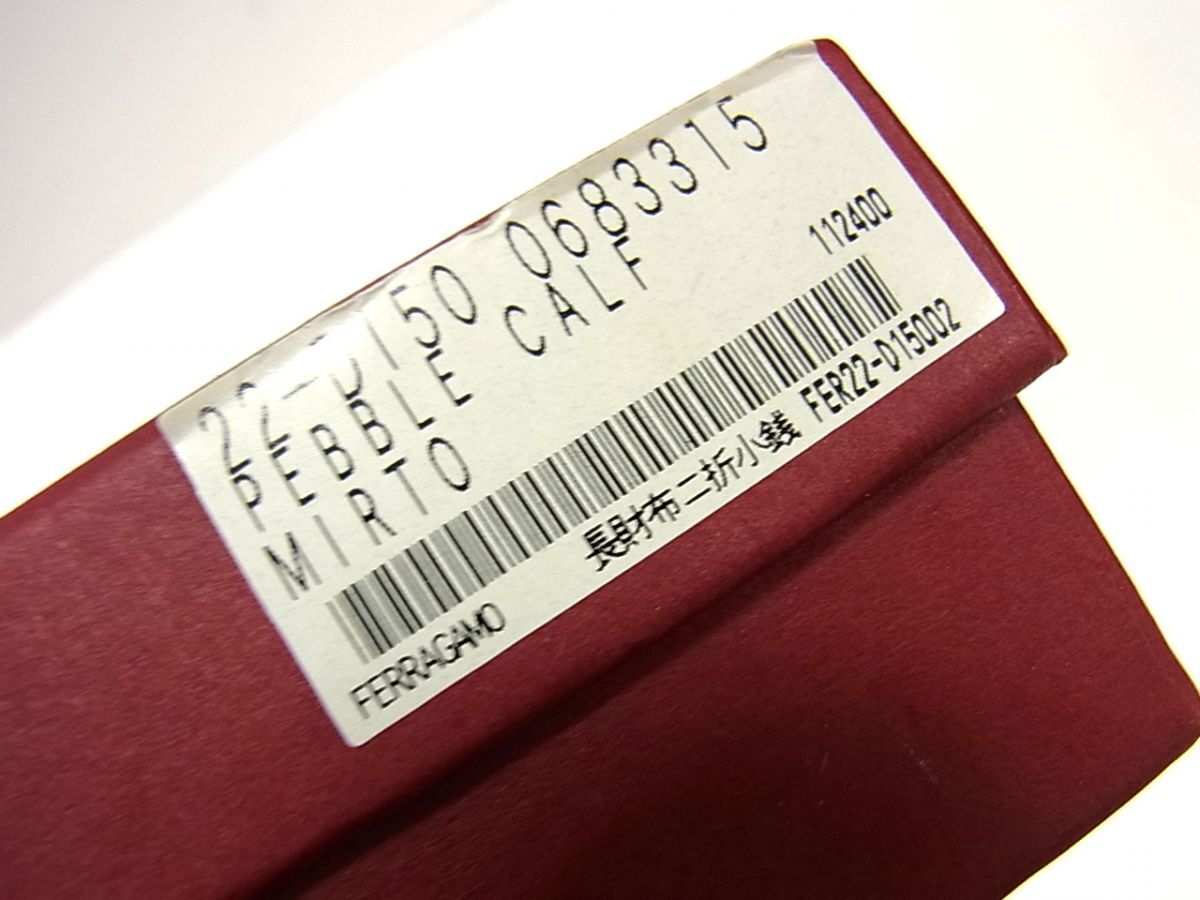 22-D150 0683315
PEBBLE CALF
MIRTO
112400
FERRAGAMO 長財布二折小銭 FER22-D15002